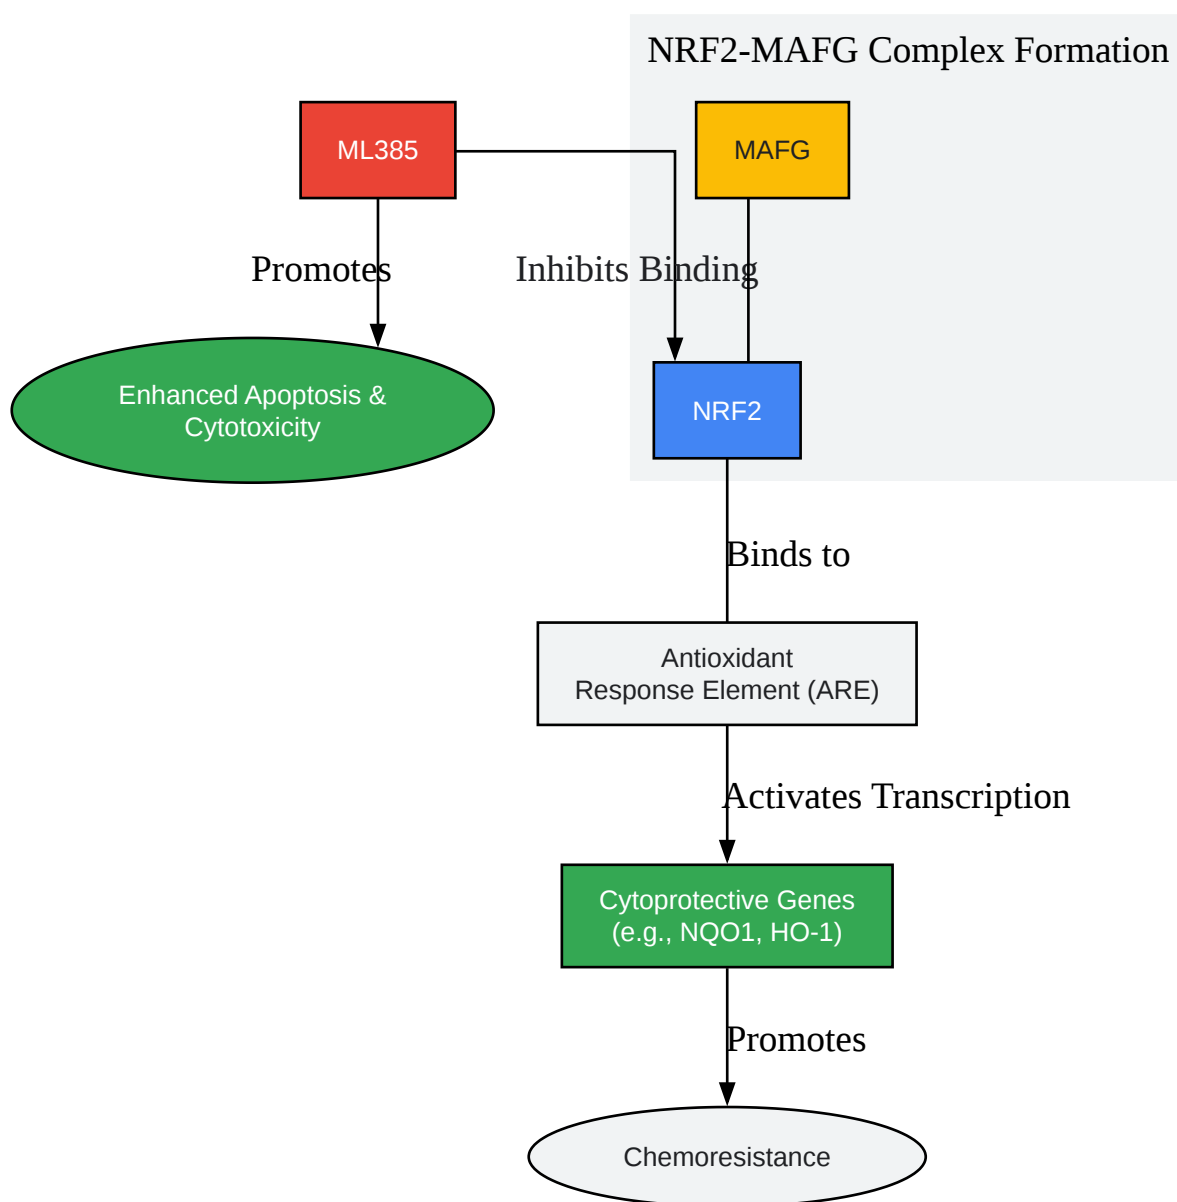 NRF2-MAFG Complex Formation
ML385
MAFG
Promotes
Inhibits Binding
Enhanced Apoptosis &
Cytotoxicity
NRF2
Binds to
Antioxidant
Response Element (ARE)
Activates Transcription
Cytoprotective Genes
(e.g., NQO1, HO-1)
Promotes
Chemoresistance